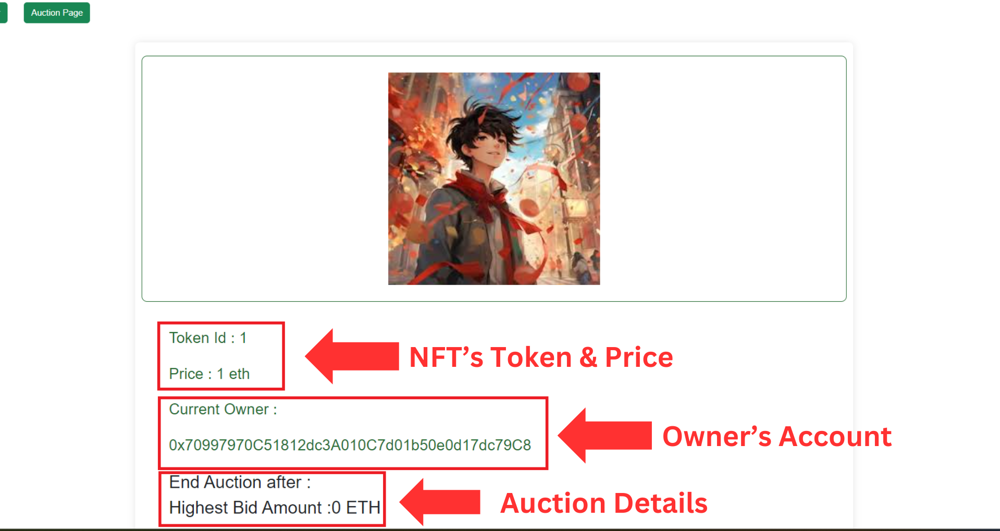 Auction Page
Token Id : 1
Price : 1 eth
NFT’s Token & Price
Current Owner :
0x70997970C51812dc3A010C7d01b50e0d17dc79C8
Owner’s Account
End Auction after :
Highest Bid Amount :0 ETH
Auction Details